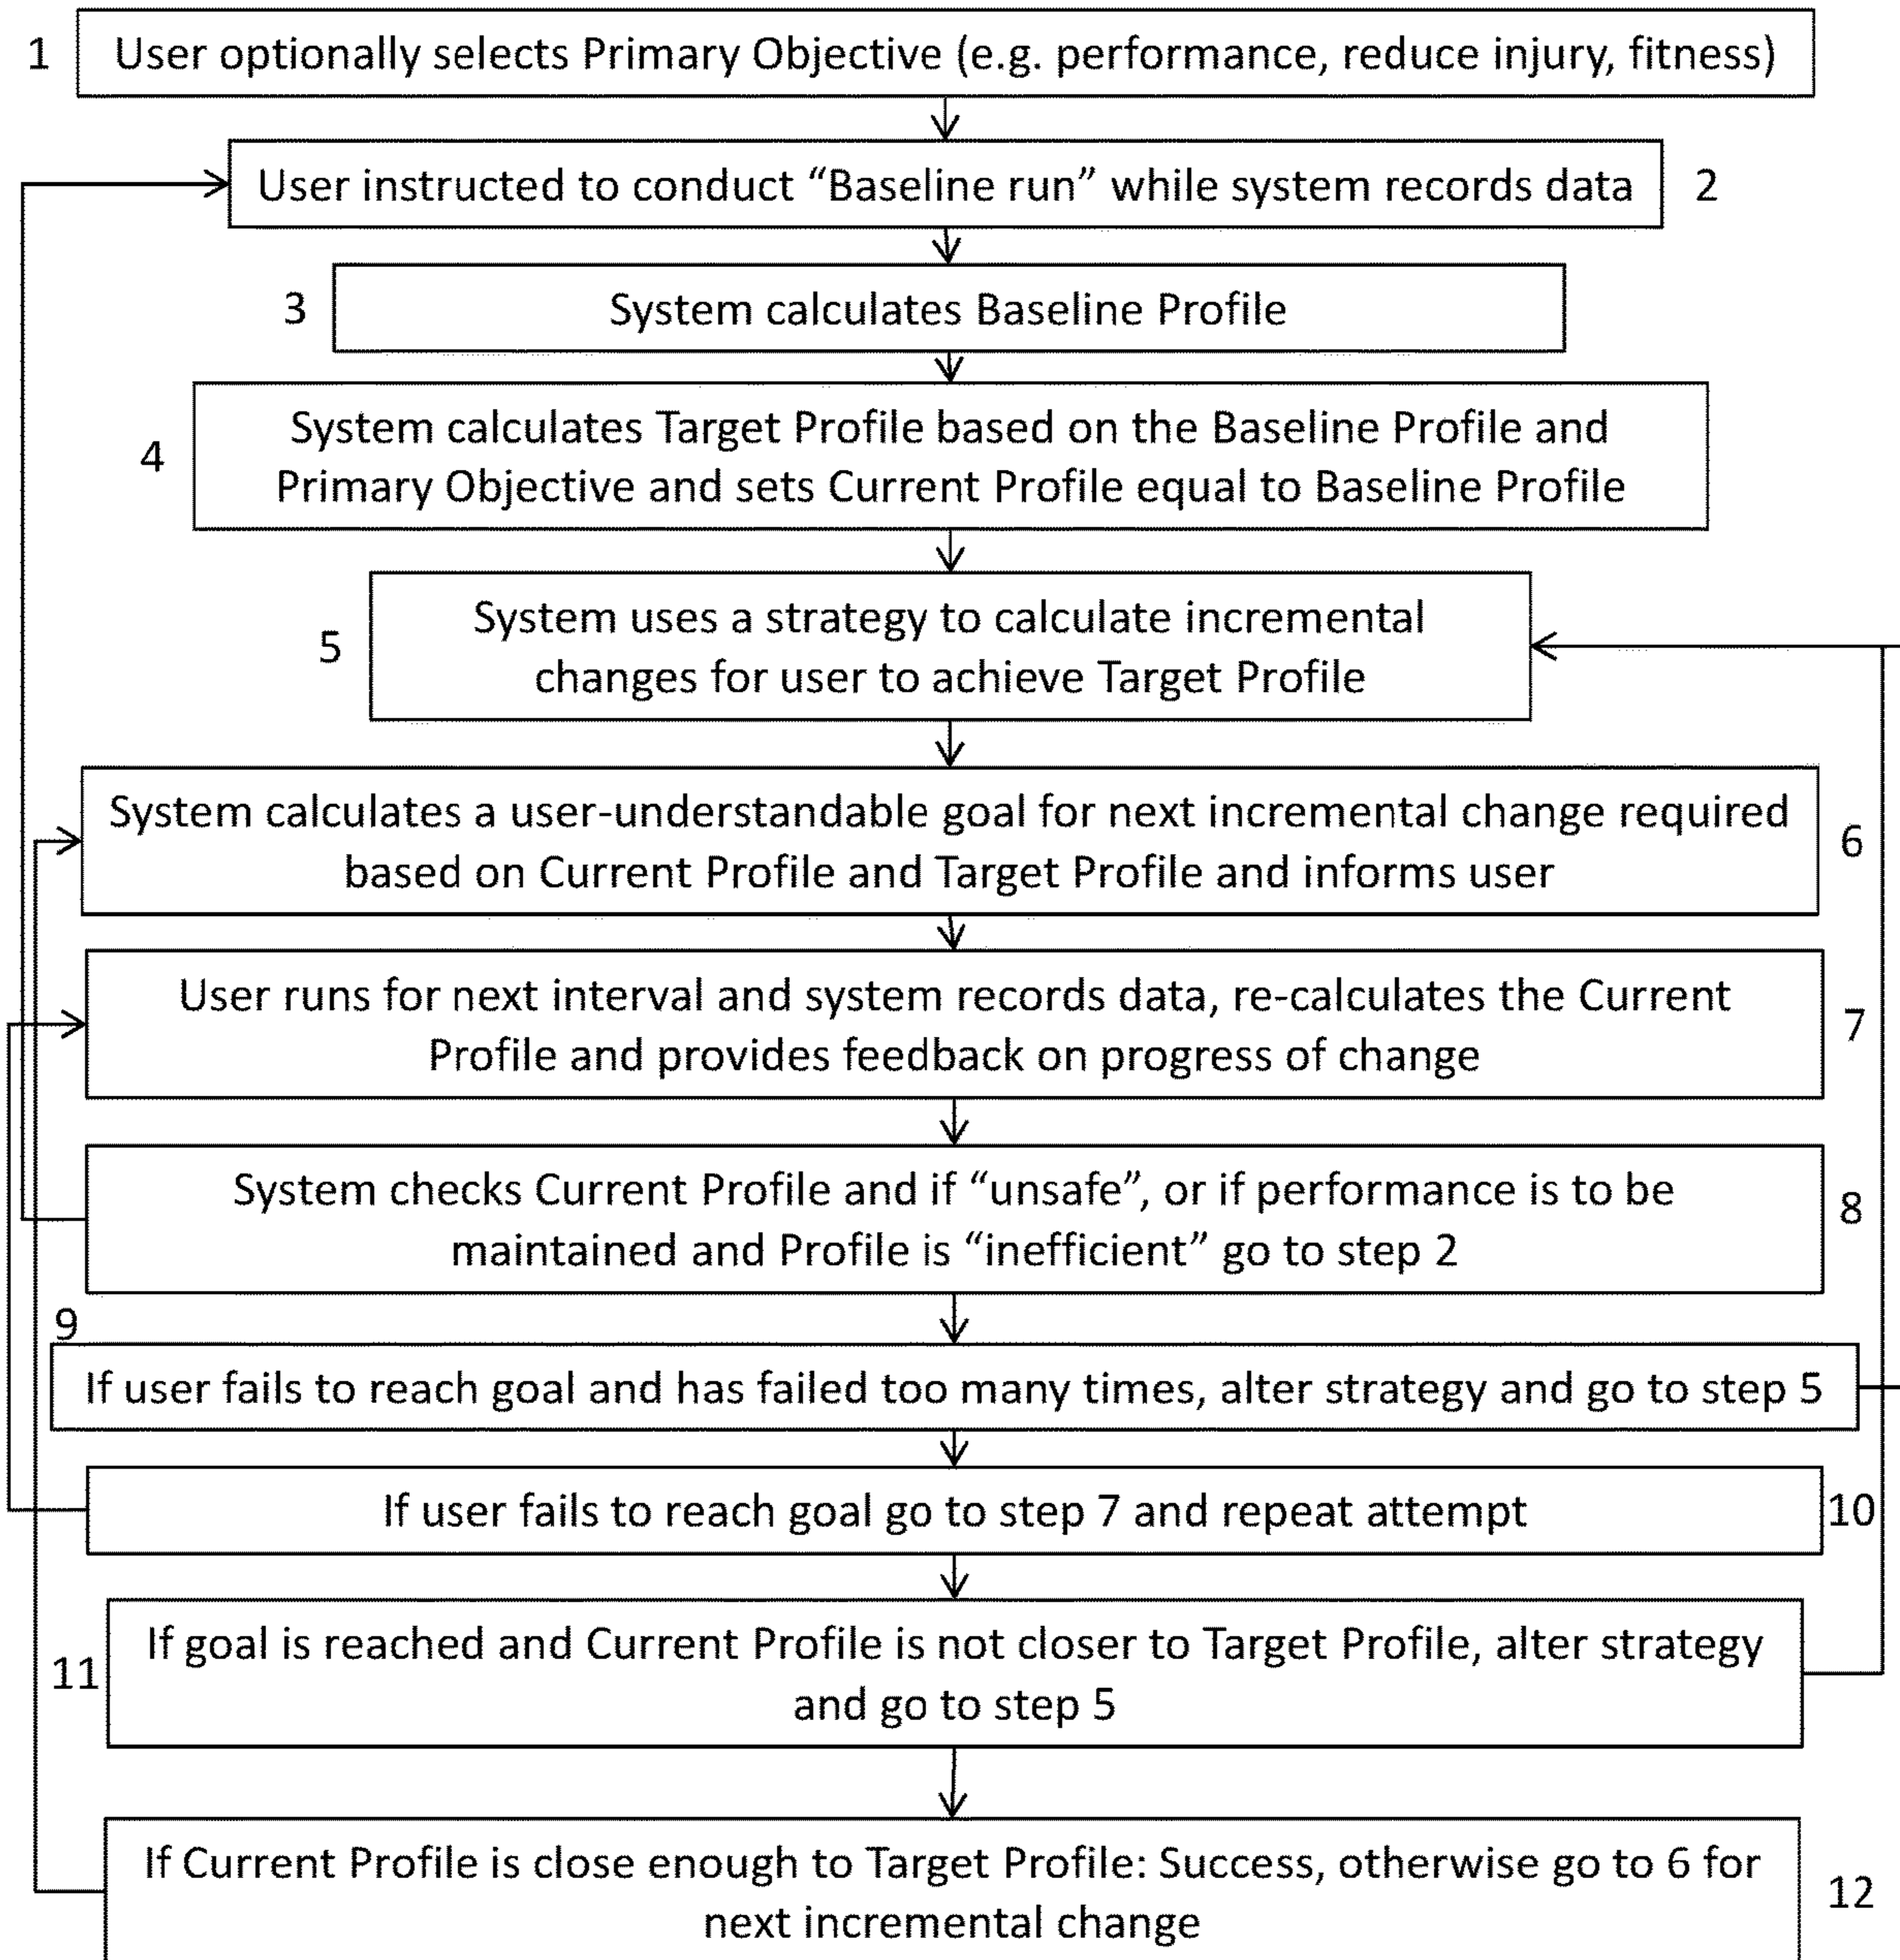 1
User optionally selects Primary Objective (e.g. performance, reduce injury, fitness)
User instructed to conduct “Baseline run” while system records data
2
3
System calculates Baseline Profile
4
System calculates Target Profile based on the Baseline Profile and
Primary Objective and sets Current Profile equal to Baseline Profile
5
System uses a strategy to calculate incremental
changes for user to achieve Target Profile
System calculates a user-understandable goal for next incremental change required
based on Current Profile and Target Profile and informs user
6
User runs for next interval and system records data, re-calculates the Current
Profile and provides feedback on progress of change
7
System checks Current Profile and if “unsafe”, or if performance is to be
maintained and Profile is “inefficient” go to step 2
8
9
If user fails to reach goal and has failed too many times, alter strategy and go to step 5
If user fails to reach goal go to step 7 and repeat attempt
10
11
If goal is reached and Current Profile is not closer to Target Profile, alter strategy
and go to step 5
If Current Profile is close enough to Target Profile: Success, otherwise go to 6 for
next incremental change
12